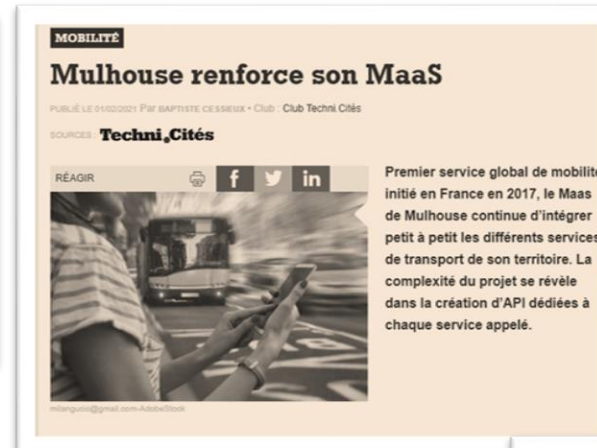 MOBILITÉ
Mulhouse renforce son MaaS
PUBLIÉ LE 01/02/2021 Par BAPTISTE CESSIEUX • Club : Club Techni.Cités
SOURCES : Techni.Cités
RÉAGIR
f in
Premier service global de mobilité
initié en France en 2017, le Maas
de Mulhouse continue d'intégrer
petit à petit les différents services
de transport de son territoire. La
complexité du projet se révèle
dans la création d'API dédiées à
chaque service appelé.
milanguzio@gmail.com-AdobeStock